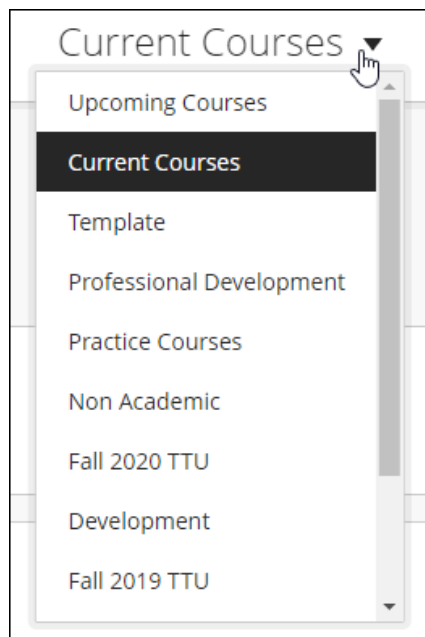 Current Courses
Upcoming Courses
Current Courses
Template
Professional Development
Practice Courses
Non Academic
Fall 2020 TTU
Development
Fall 2019 TTU